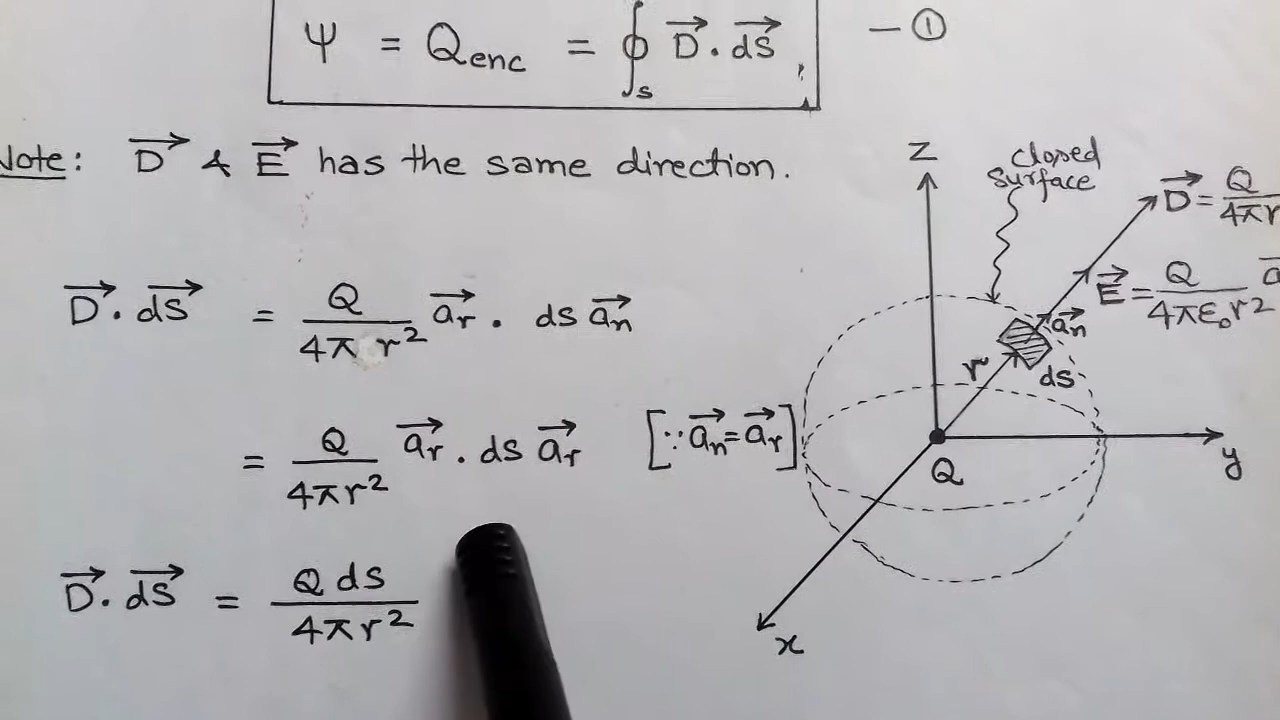 Ψ = Qenc = ∮s D⃗ . dS⃗ , — ①
Note: D⃗ & E⃗ has the same direction.
D⃗ . dS⃗ = Q / 4π r² a⃗r . ds a⃗n
= Q / 4πr² a⃗r . ds a⃗r [∵ a⃗n = a⃗r]
D⃗ . dS⃗ = Q ds / 4πr²
z
closed
surface
D⃗ = Q / 4πr
E⃗ = Q / 4πε₀r² a⃗
a⃗n
r
ds
Q
y
x